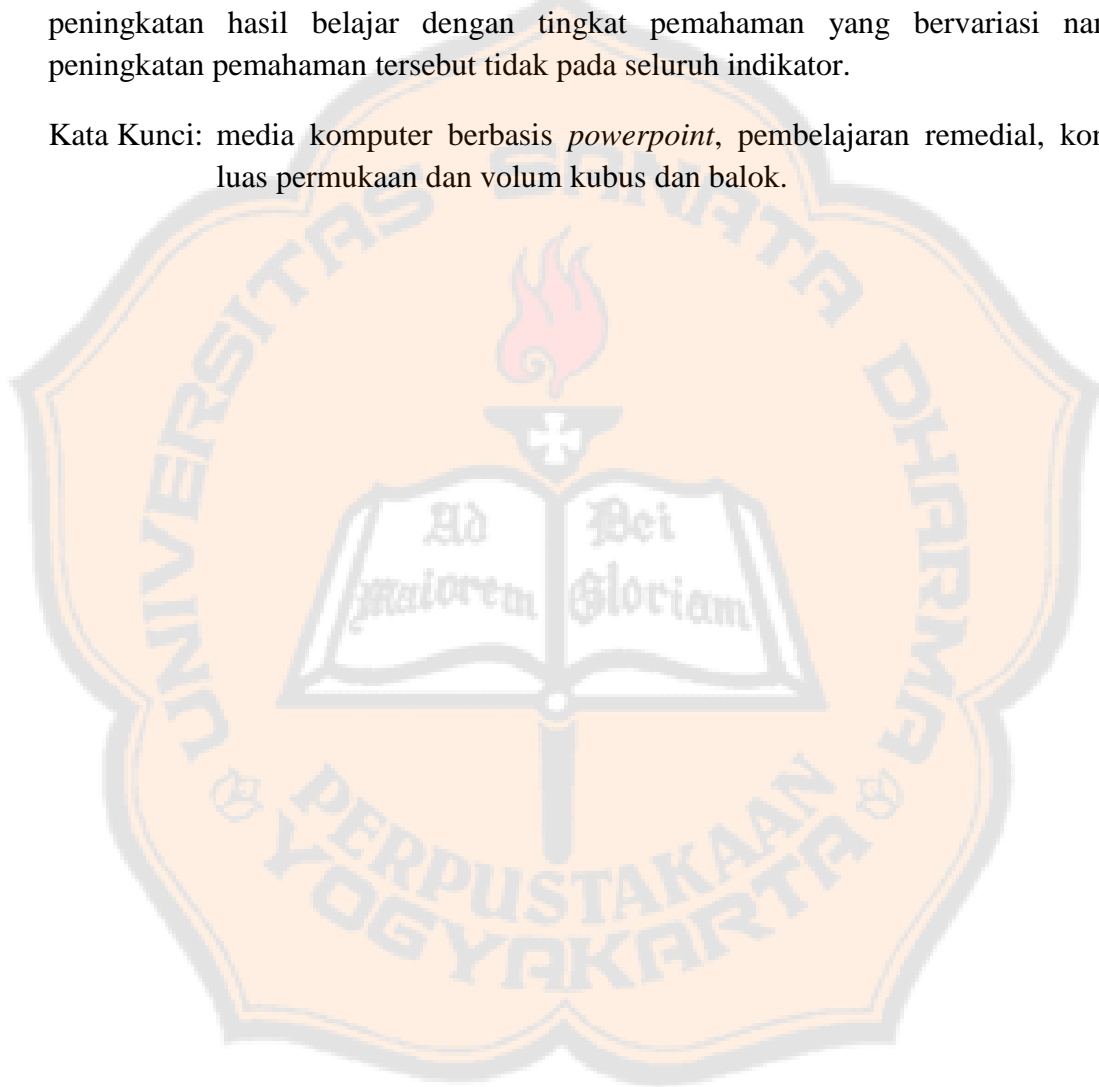 peningkatan hasil belajar dengan tingkat pemahaman yang bervariasi
peningkatan pemahaman tersebut tidak pada seluruh indikator.
Kata Kunci: media komputer berbasis powerpoint, pembelajaran remedial,
luas permukaan dan volum kubus dan balok.
UNIVERSITAS SANATA DHARMA
Ad Dei
Maiorem Gloriam
PERPUSTAKAAN
YOGYAKARTA